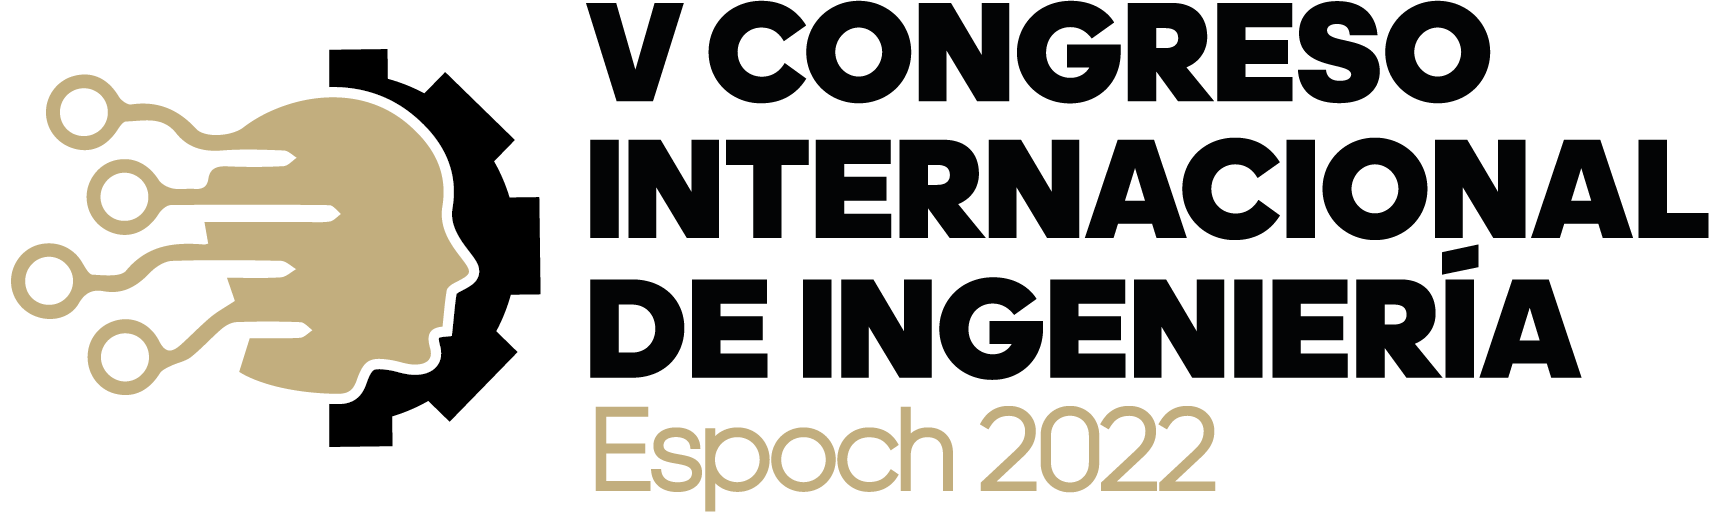 V CONGRESO
INTERNACIONAL
DE INGENIERÍA
Espoch 2022